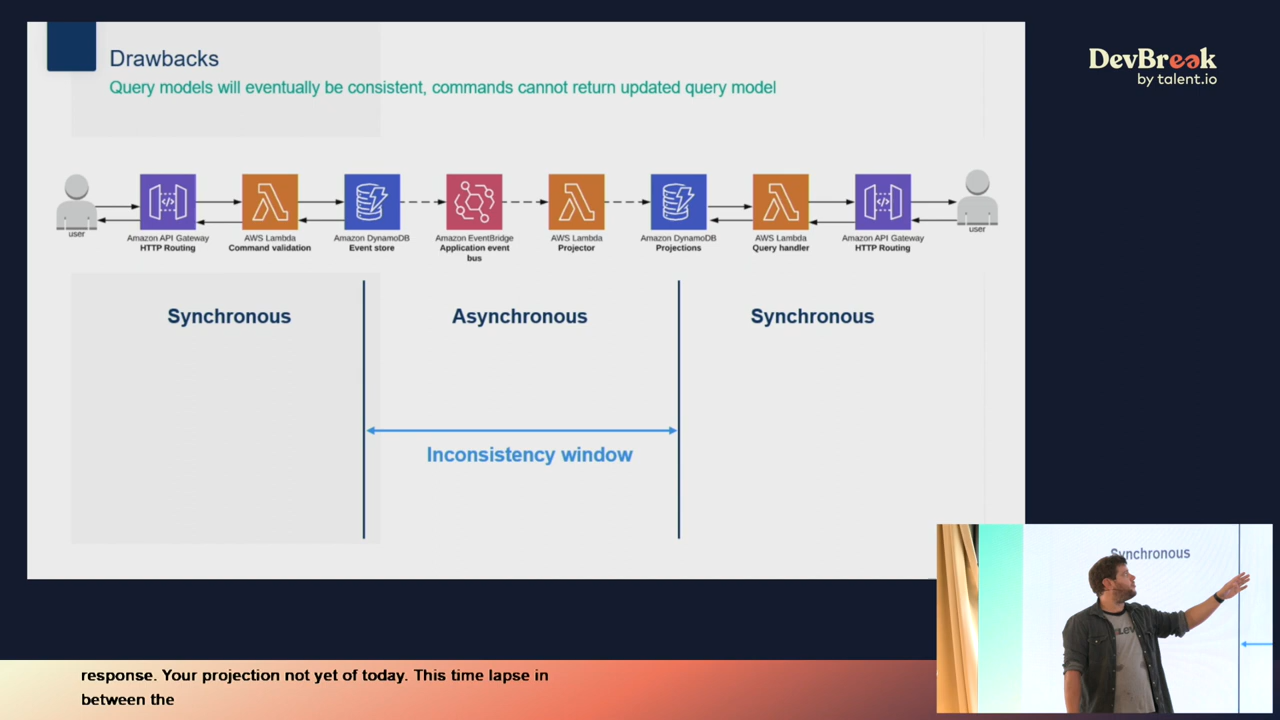 Drawbacks
Query models will eventually be consistent, commands cannot return updated query model
DevBreak
by talent.io
user
Amazon API Gateway
HTTP Routing
AWS Lambda
Command validation
Amazon DynamoDB
Event store
Amazon EventBridge
Application event
bus
AWS Lambda
Projector
Amazon DynamoDB
Projections
AWS Lambda
Query handler
Amazon API Gateway
HTTP Routing
user
Synchronous
Asynchronous
Synchronous
Inconsistency window
Synchronous
response. Your projection not yet of today. This time lapse in
between the